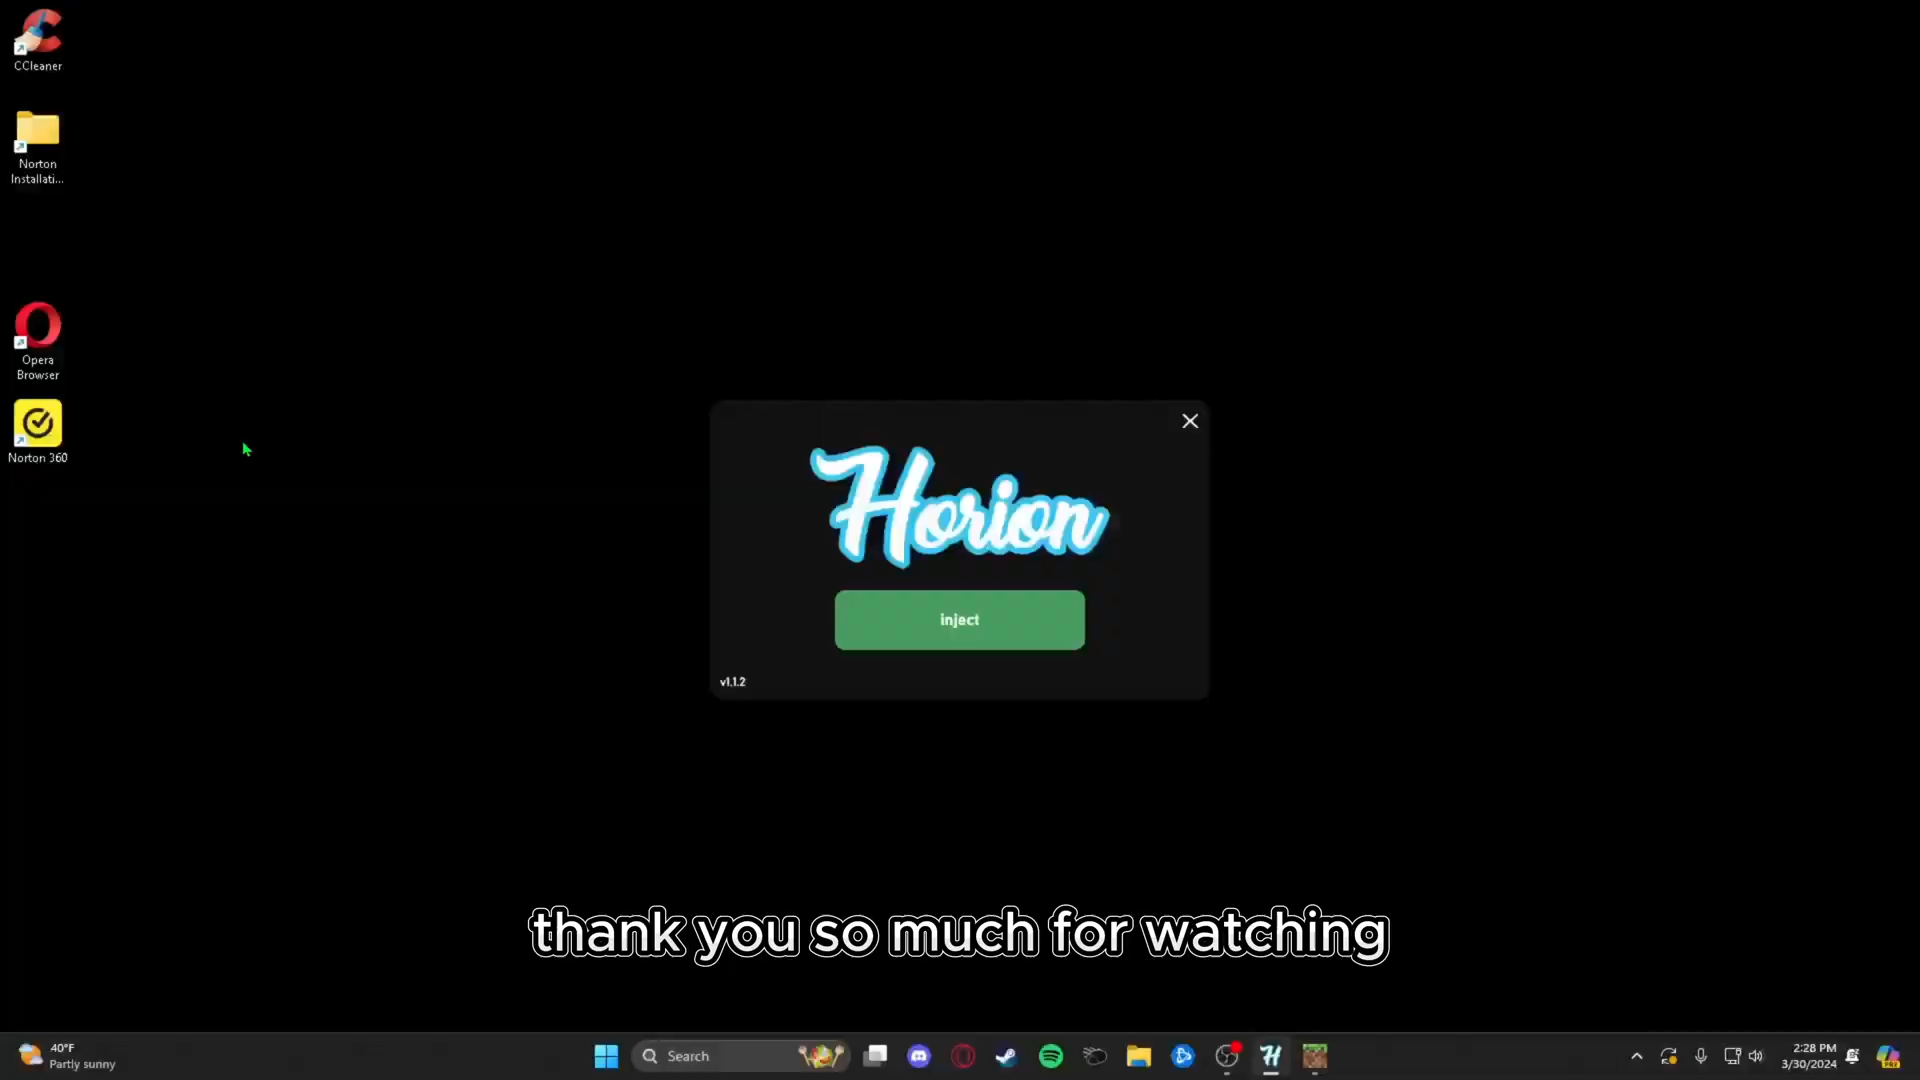 CCleaner
Norton
Installati...
Opera
Browser
Norton 360
Horion
inject
v1.1.2
thank you so much for watching
40°F
Partly sunny
Search
2:28 PM
3/30/2024